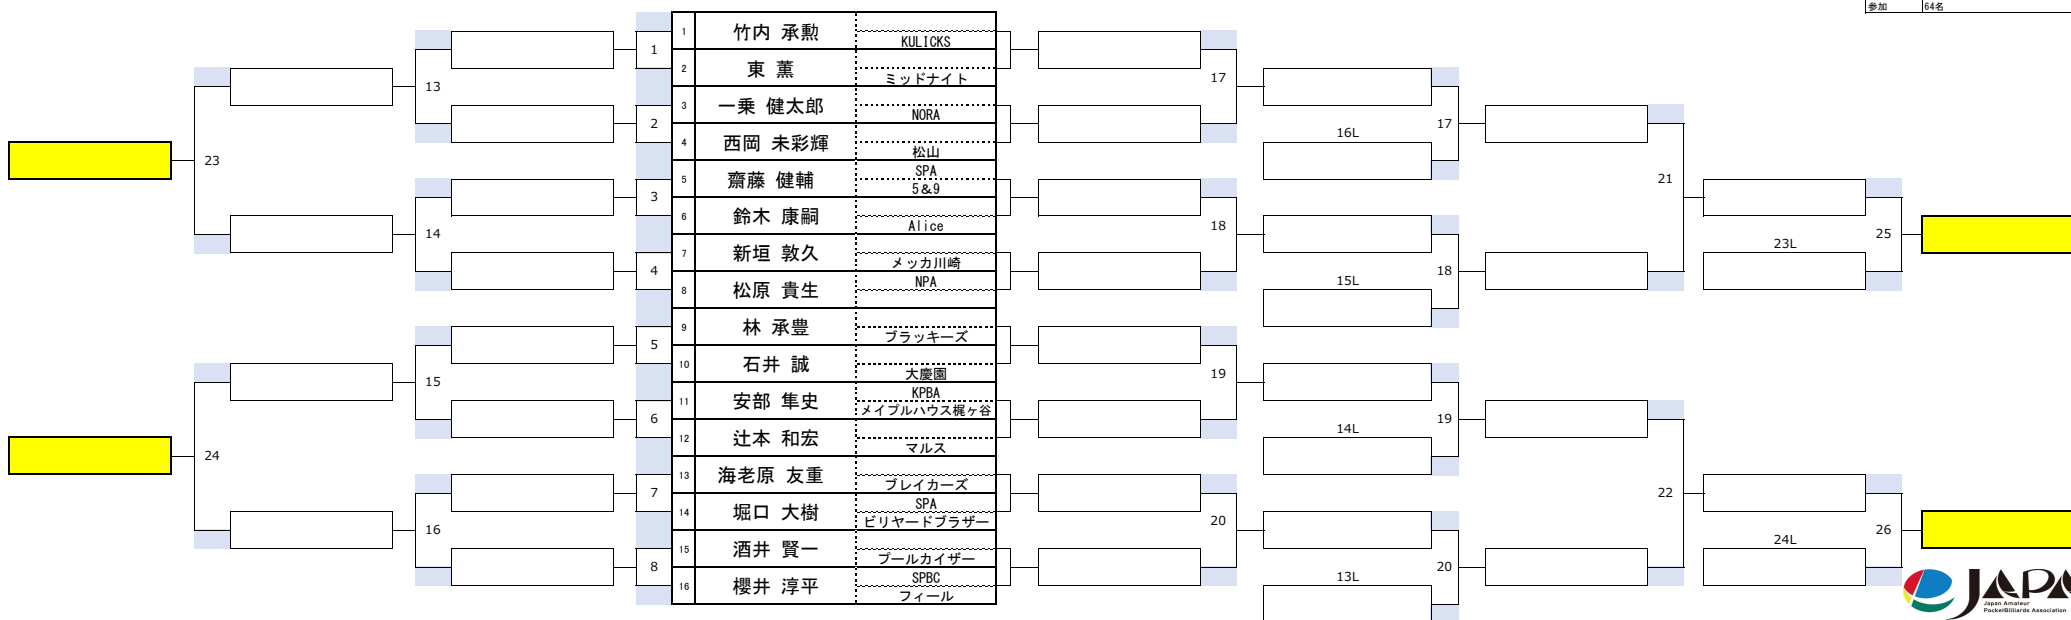 参加 64名
1 竹内 承勲 KULICKS
2 東 薫 ミッドナイト
3 一乗 健太郎 NORA
4 西岡 未彩輝 松山
5 齋藤 健輔 SPA 5&9
6 鈴木 康嗣 Alice
7 新垣 敦久 メッカ川崎
8 松原 貴生 NPA
9 林 承豊 ブラッキーズ
10 石井 誠 大慶園
11 安部 隼史 KPBA メイプルハウス梶ヶ谷
12 辻本 和宏 マルス
13 海老原 友重 ブレイカーズ
14 堀口 大樹 SPA ビリヤードブラザー
15 酒井 賢一 プールカイザー
16 櫻井 淳平 SPBC フィール
1
2
3
4
5
6
7
8
13
14
15
16
23
24
17
18
19
20
16L
15L
14L
13L
17
18
19
20
21
22
23L
24L
25
26
JAPA
Japan Amateur
PocketBilliards Association